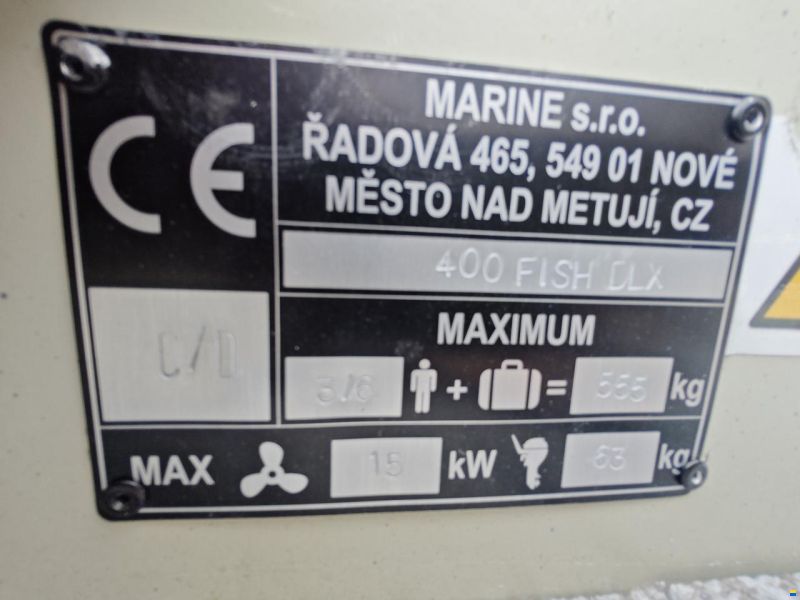 CE
MARINE s.r.o.
ŘADOVÁ 465, 549 01 NOVÉ
MĚSTO NAD METUJÍ, CZ
400 FISH DLX
C/D
MAXIMUM
3/6 + = 555 kg
MAX 15 kW 63 kg